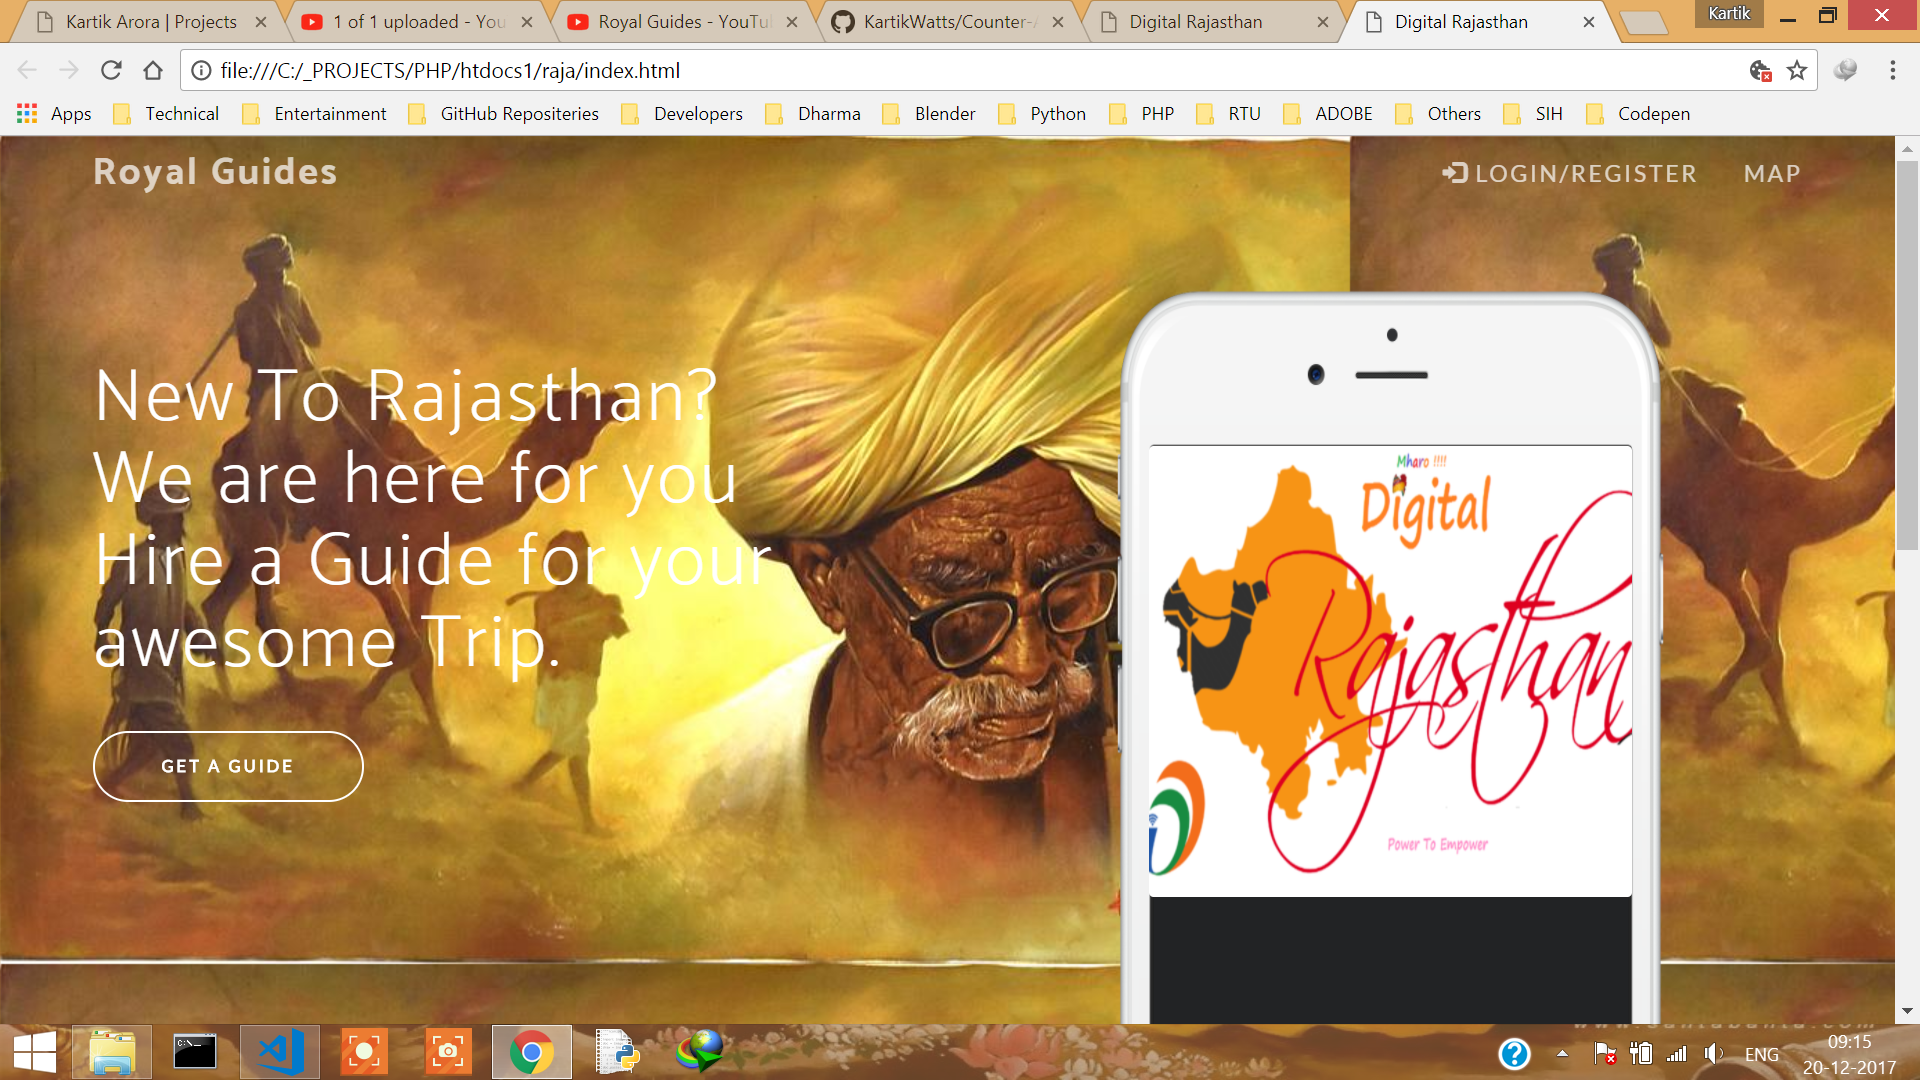 Kartik Arora | Projects
1 of 1 uploaded - You
Royal Guides - YouTu
KartikWatts/Counter-
Digital Rajasthan
Digital Rajasthan
Kartik
file:///C:/_PROJECTS/PHP/htdocs1/raja/index.html
Apps Technical Entertainment GitHub Repositeries Developers Dharma Blender Python PHP RTU ADOBE Others SIH Codepen
Royal Guides
LOGIN/REGISTER MAP
New To Rajasthan?
We are here for you
Hire a Guide for your
awesome Trip.
GET A GUIDE
Mharo !!!!
Digital
Rajasthan
Power To Empower
C:\_
ENG
09:15
20-12-2017